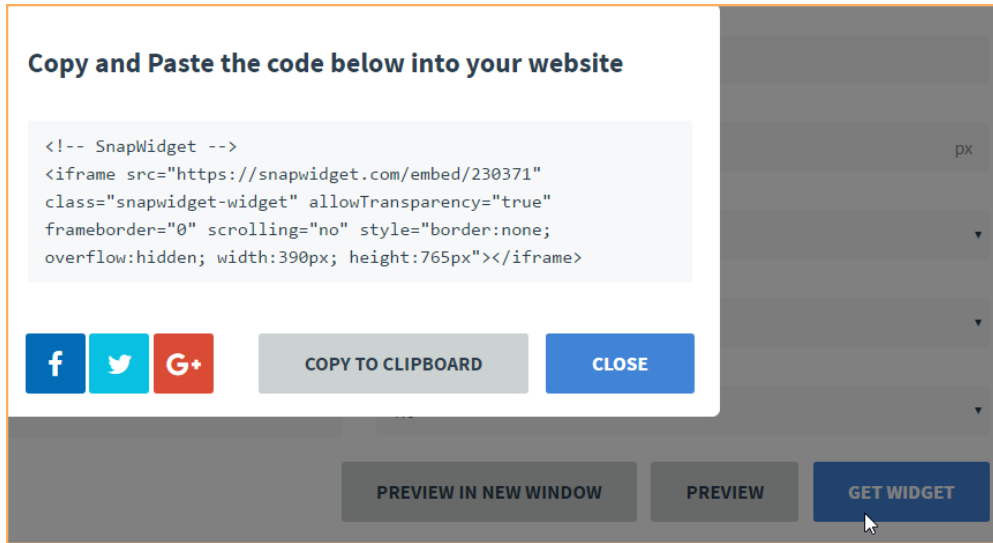 Copy and Paste the code below into your website
<!-- SnapWidget -->
<iframe src="https://snapwidget.com/embed/230371"
class="snapwidget-widget" allowTransparency="true"
frameborder="0" scrolling="no" style="border:none;
overflow:hidden; width:390px; height:765px"></iframe>
px
f
G+
COPY TO CLIPBOARD
CLOSE
PREVIEW IN NEW WINDOW
PREVIEW
GET WIDGET